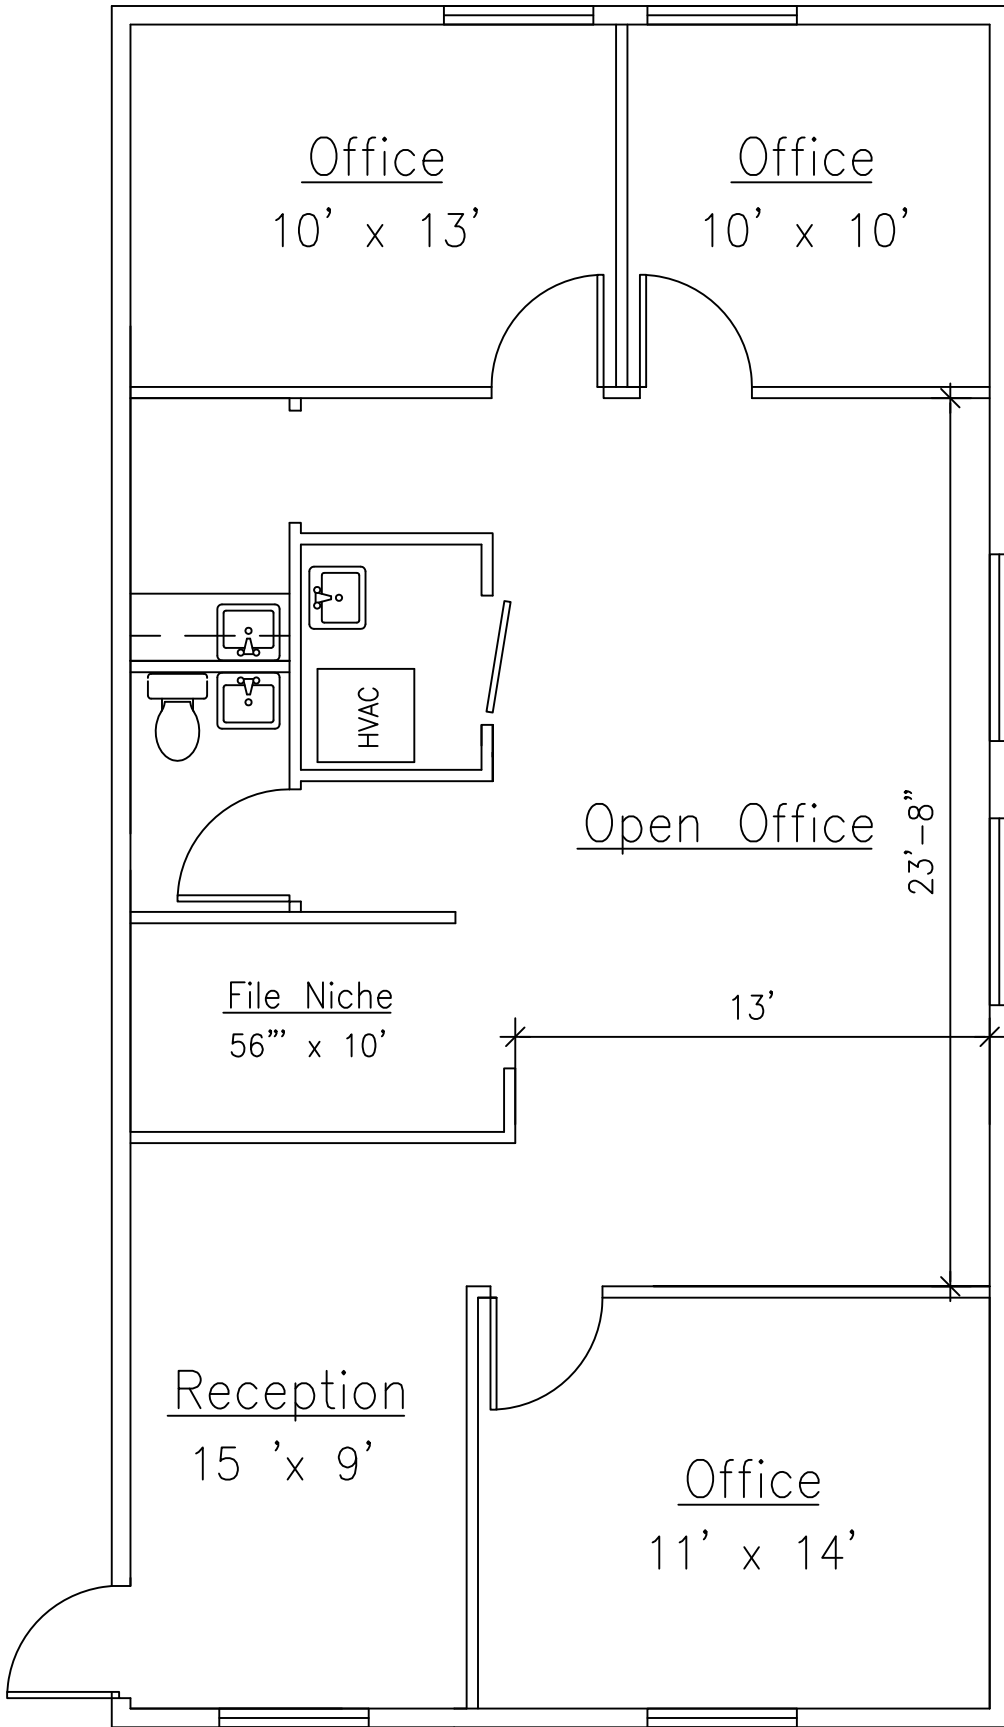 Office
10' x 13'
Office
10' x 10'
HVAC
Open Office
23'-8"
File Niche
56"' x 10'
13'
Reception
15 'x 9'
Office
11' x 14'